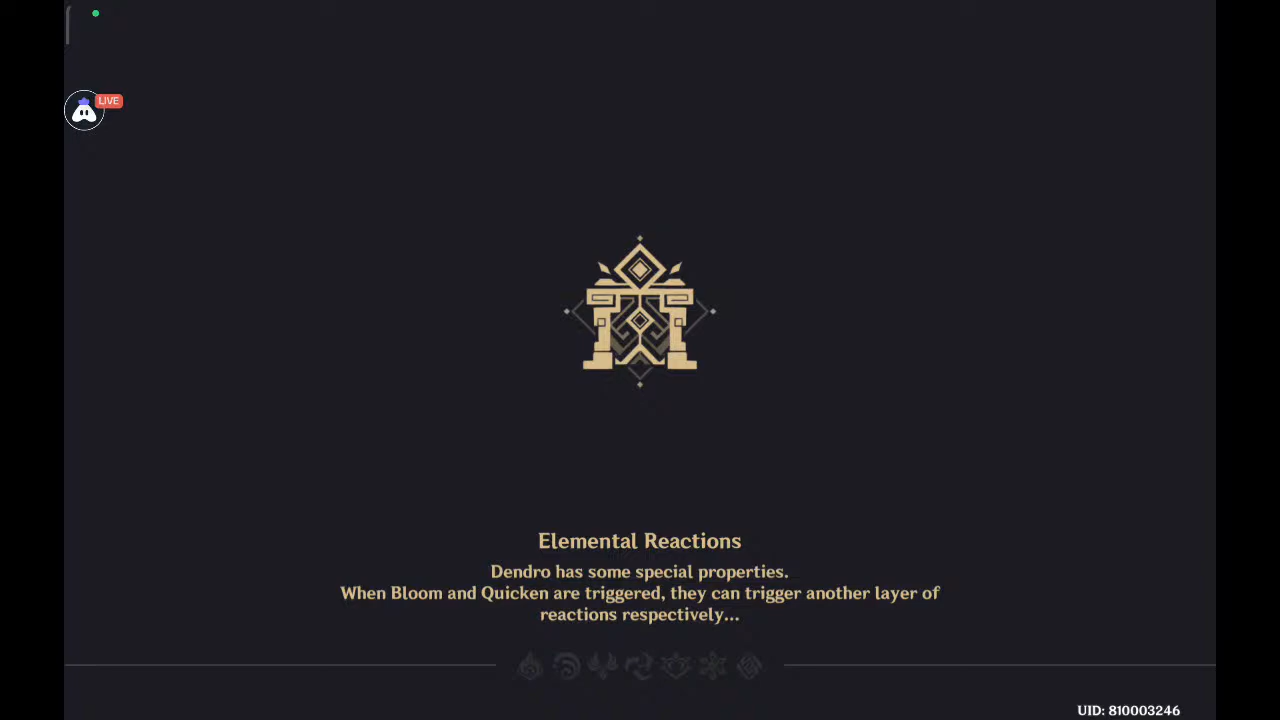 LIVE
Elemental Reactions
Dendro has some special properties.
When Bloom and Quicken are triggered, they can trigger another layer of
reactions respectively...
UID: 810003246